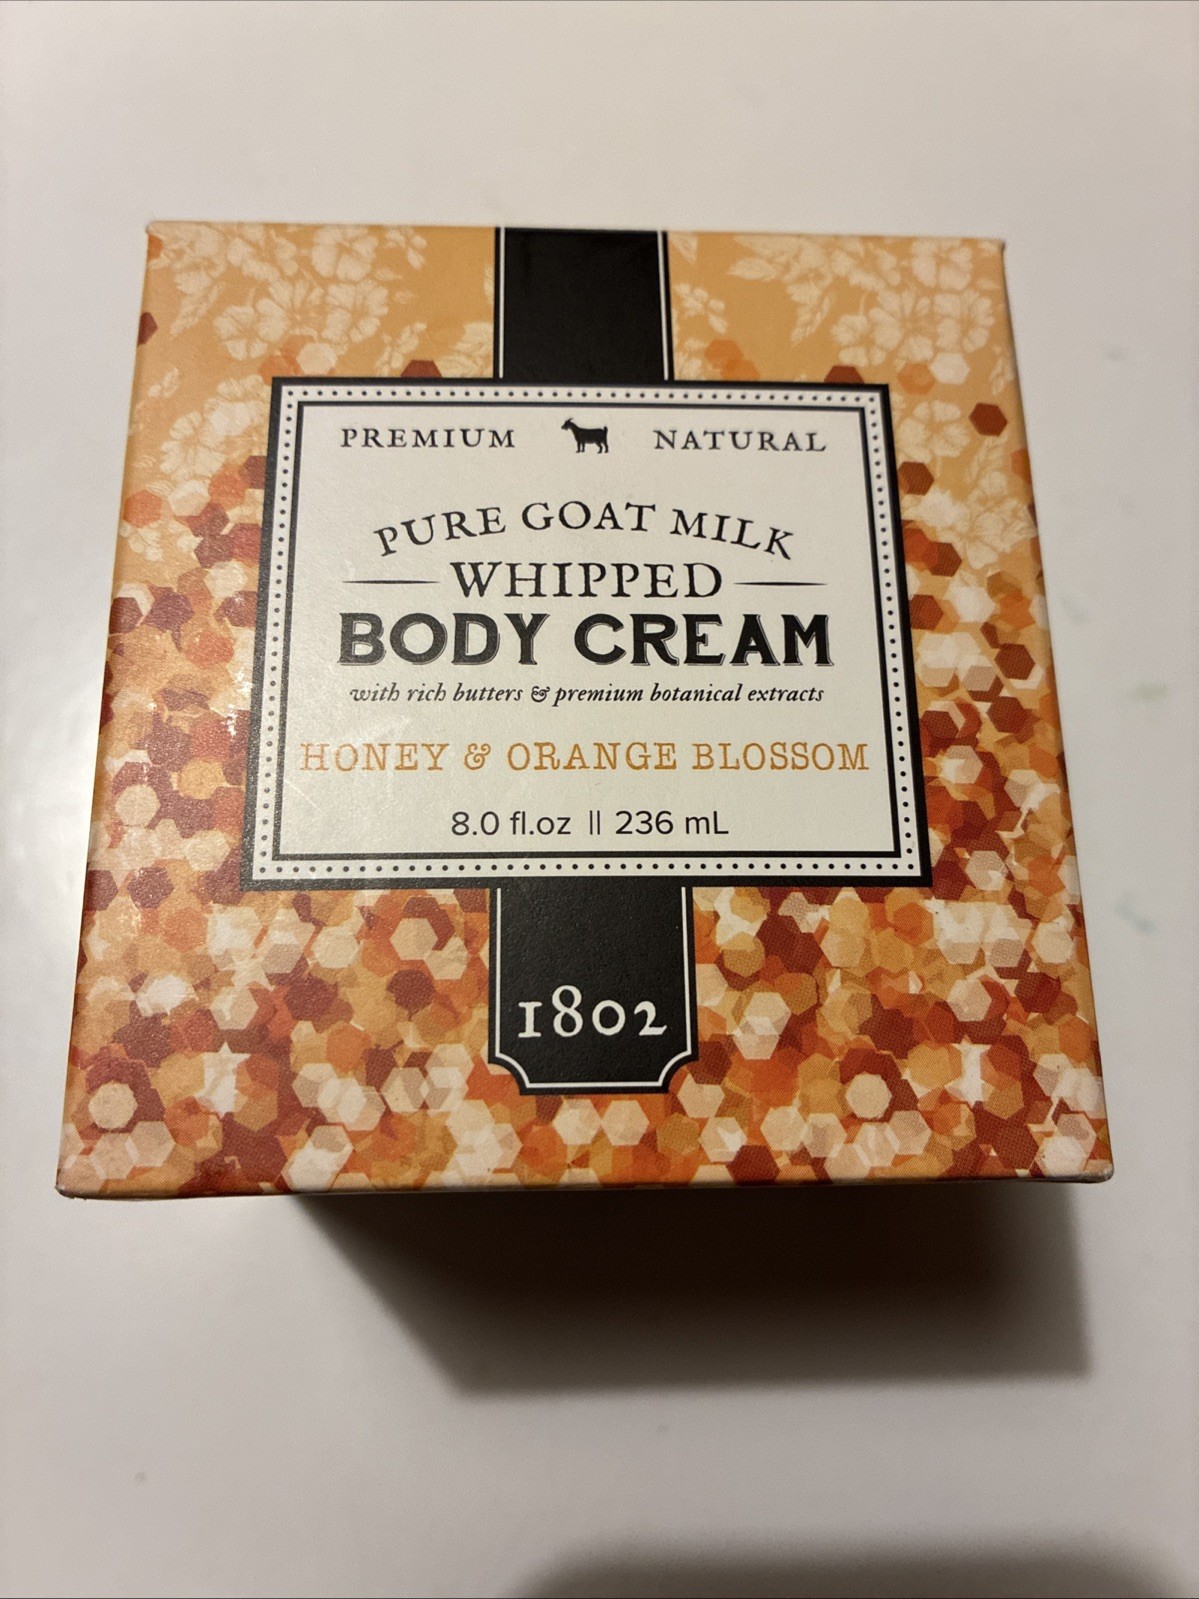 PREMIUM NATURAL
PURE GOAT MILK
WHIPPED
BODY CREAM
with rich butters & premium botanical extracts
HONEY & ORANGE BLOSSOM
8.0 fl.oz || 236 mL
1802